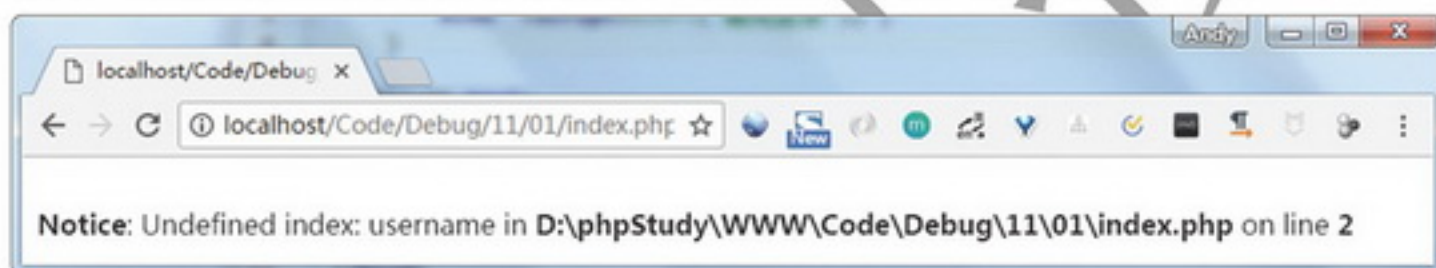 Andy
localhost/Code/Debug
localhost/Code/Debug/11/01/index.php
New
m
Notice: Undefined index: username in D:\phpStudy\WWW\Code\Debug\11\01\index.php on line 2